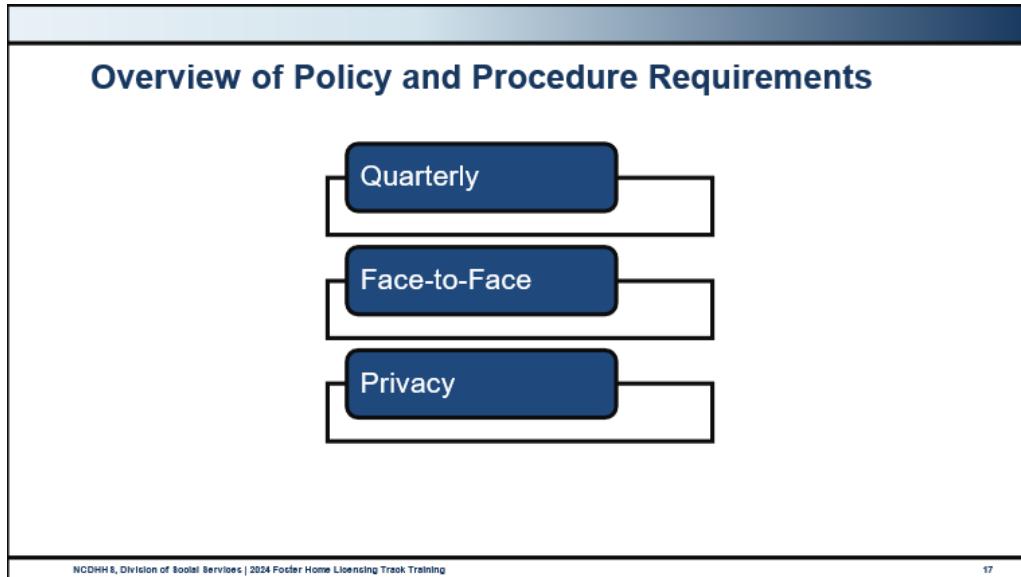 Overview of Policy and Procedure Requirements
Quarterly
Face-to-Face
Privacy
NCDHHS, Division of Social Services | 2024 Foster Home Licensing Track Training
17